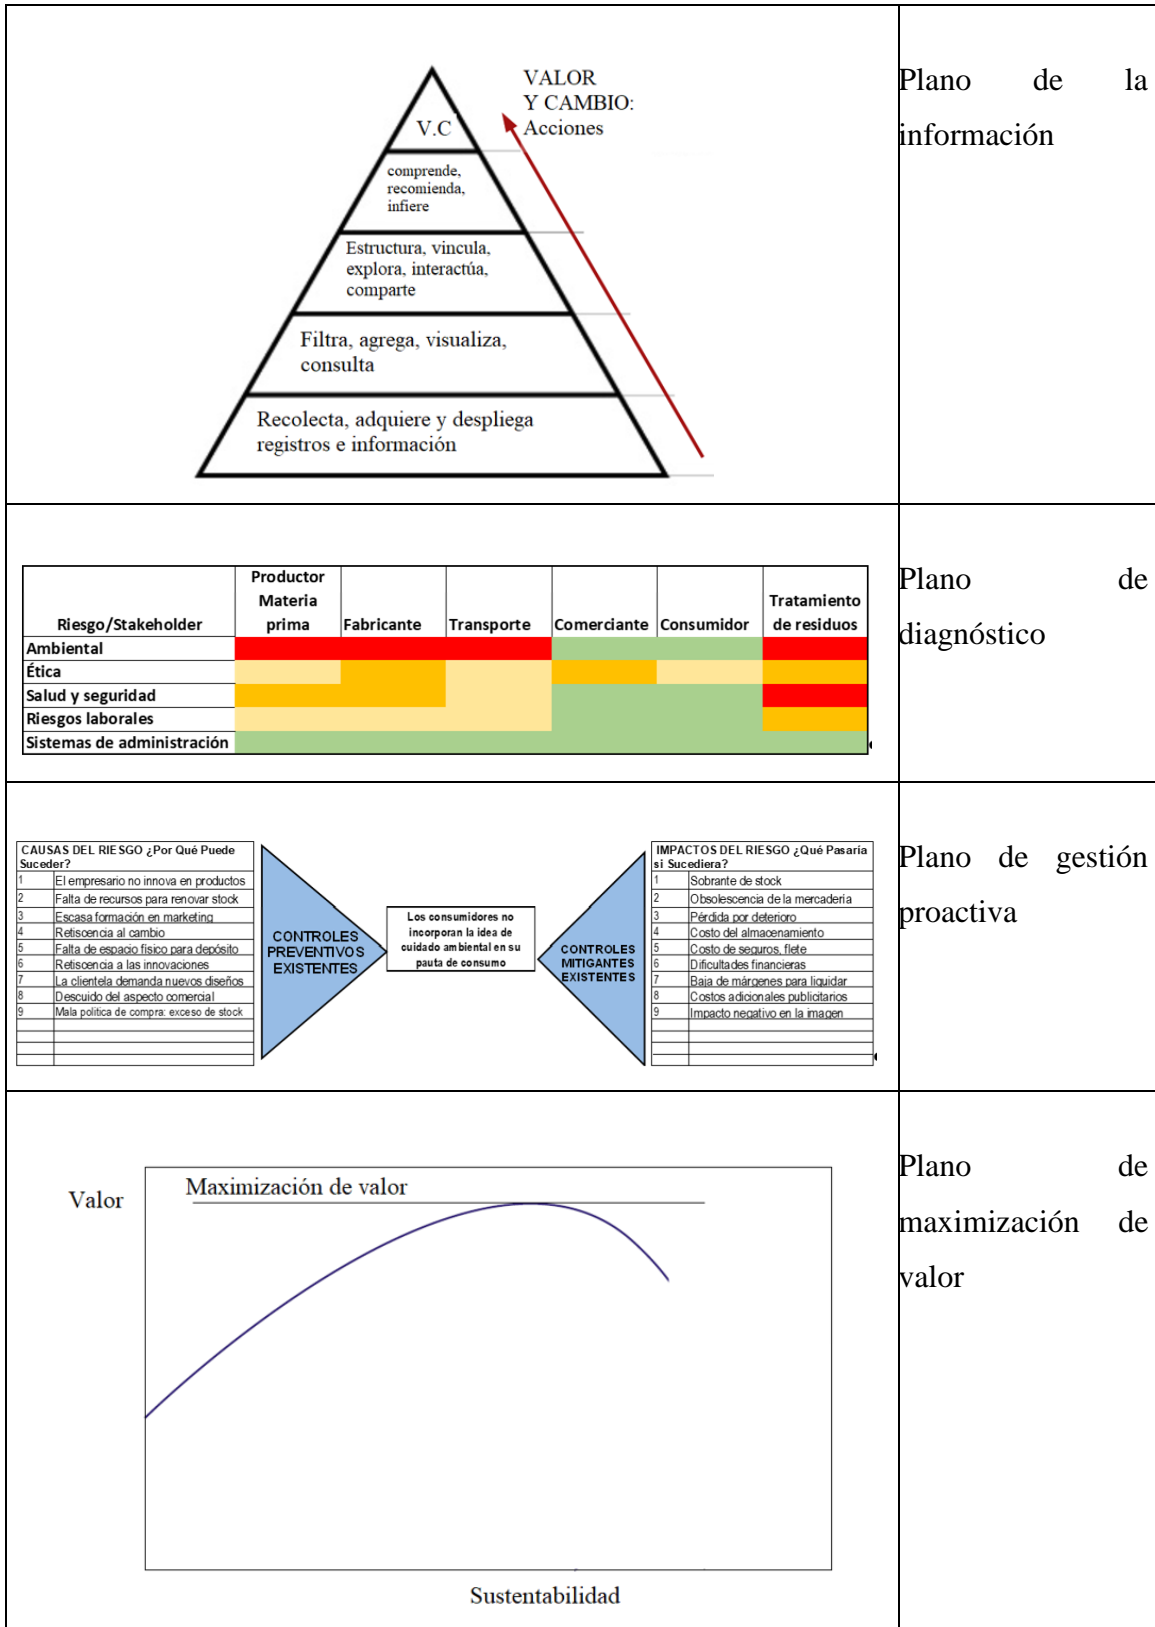 VALOR
Y CAMBIO:
Acciones
V.C
comprende,
recomienda,
infiere
Estructura, vincula,
explora, interactúa,
comparte
Filtra, agrega, visualiza,
consulta
Recolecta, adquiere y despliega
registros e información
Plano de la
información
Riesgo/Stakeholder
Productor
Materia
prima
Fabricante
Transporte
Comerciante
Consumidor
Tratamiento
de residuos
Ambiental
Ética
Salud y seguridad
Riesgos laborales
Sistemas de administración
Plano de
diagnóstico
CAUSAS DEL RIESGO ¿Por Qué Puede
Suceder?
1 El empresario no innova en productos
2 Falta de recursos para renovar stock
3 Escasa formación en marketing
4 Retiscencia al cambio
5 Falta de espacio físico para depósito
6 Retiscencia a las innovaciones
7 La clientela demanda nuevos diseños
8 Descuido del aspecto comercial
9 Mala política de compra: exceso de stock
CONTROLES
PREVENTIVOS
EXISTENTES
Los consumidores no
incorporan la idea de
cuidado ambiental en su
pauta de consumo
CONTROLES
MITIGANTES
EXISTENTES
IMPACTOS DEL RIESGO ¿Qué Pasaría
si Sucediera?
1 Sobrante de stock
2 Obsolescencia de la mercadería
3 Pérdida por deterioro
4 Costo del almacenamiento
5 Costo de seguros, flete
6 Dificultades financieras
7 Baja de márgenes para liquidar
8 Costos adicionales publicitarios
9 Impacto negativo en la imagen
Plano de gestión
proactiva
Valor
Maximización de valor
Sustentabilidad
Plano de
maximización de
valor